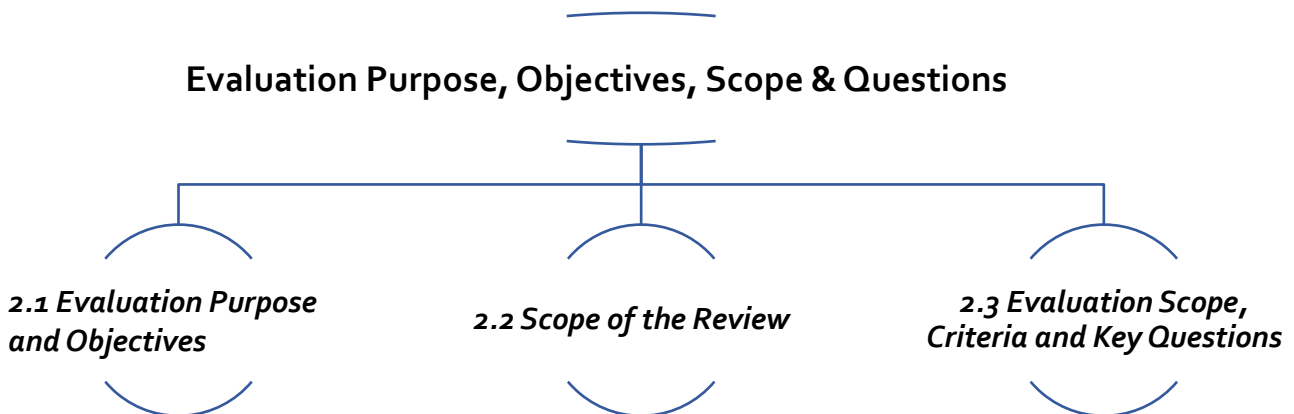 Evaluation Purpose, Objectives, Scope & Questions
2.1 Evaluation Purpose
and Objectives
2.2 Scope of the Review
2.3 Evaluation Scope,
Criteria and Key Questions